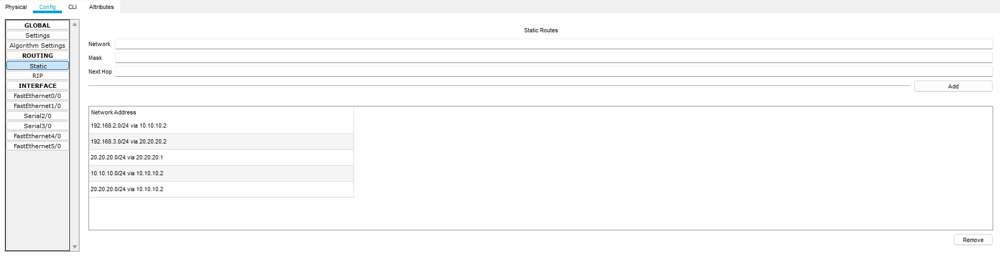 Physical Config CLI Attributes
GLOBAL
Settings
Algorithm Settings
ROUTING
Static
RIP
INTERFACE
FastEthernet0/0
FastEthernet1/0
Serial2/0
Serial3/0
FastEthernet4/0
FastEthernet5/0
Static Routes
Network
Mask
Next Hop
Add
Network Address
192.168.2.0/24 via 10.10.10.2
192.168.3.0/24 via 20.20.20.2
20.20.20.0/24 via 20.20.20.1
10.10.10.0/24 via 10.10.10.2
20.20.20.0/24 via 10.10.10.2
Remove